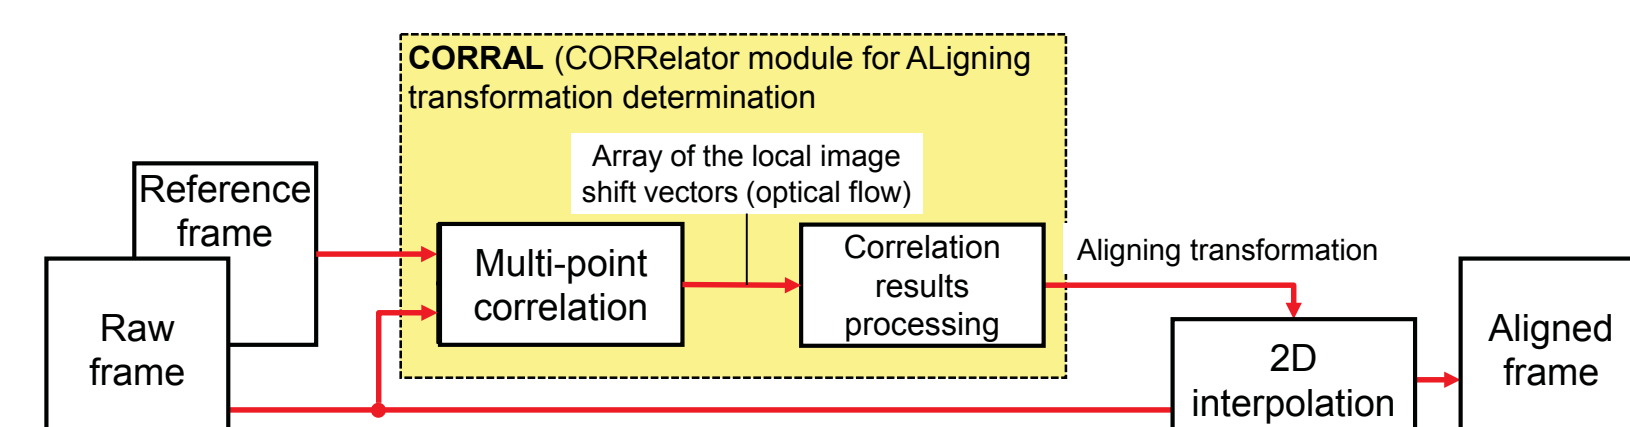 CORRAL (CORRelator module for ALigning
transformation determination
Array of the local image
shift vectors (optical flow)
Reference
frame
Raw
frame
Multi-point
correlation
Correlation
results
processing
Aligning transformation
2D
interpolation
Aligned
frame